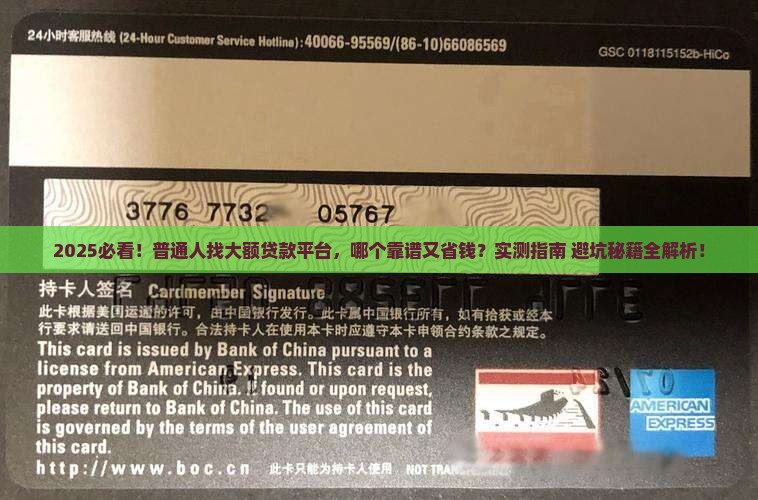 24小时客服热线 (24-Hour Customer Service Hotline):40066-95569/(86-10)66086569
GSC 0118115152b-HiCo
3776 7732 05767
2025必看！普通人找大额贷款平台，哪个靠谱又省钱？实测指南 避坑秘籍全解析！
持卡人签名 Cardmember Signature
此卡根据美国运通的许可，由中国银行发行。此卡属中国银行所有，如有拾获或经本
行要求请送回中国银行。合法持卡人在使用本卡时应遵守本卡申领合约条款之规定。
This card is issued by Bank of China pursuant to a
license from American Express. This card is the
property of Bank of China. If found or upon request,
please return to Bank of China. The use of this card
is governed by the terms of the user agreement of
this card.
AMERICAN
EXPRESS
http://www.boc.cn 此卡只能为持卡人使用 NOT